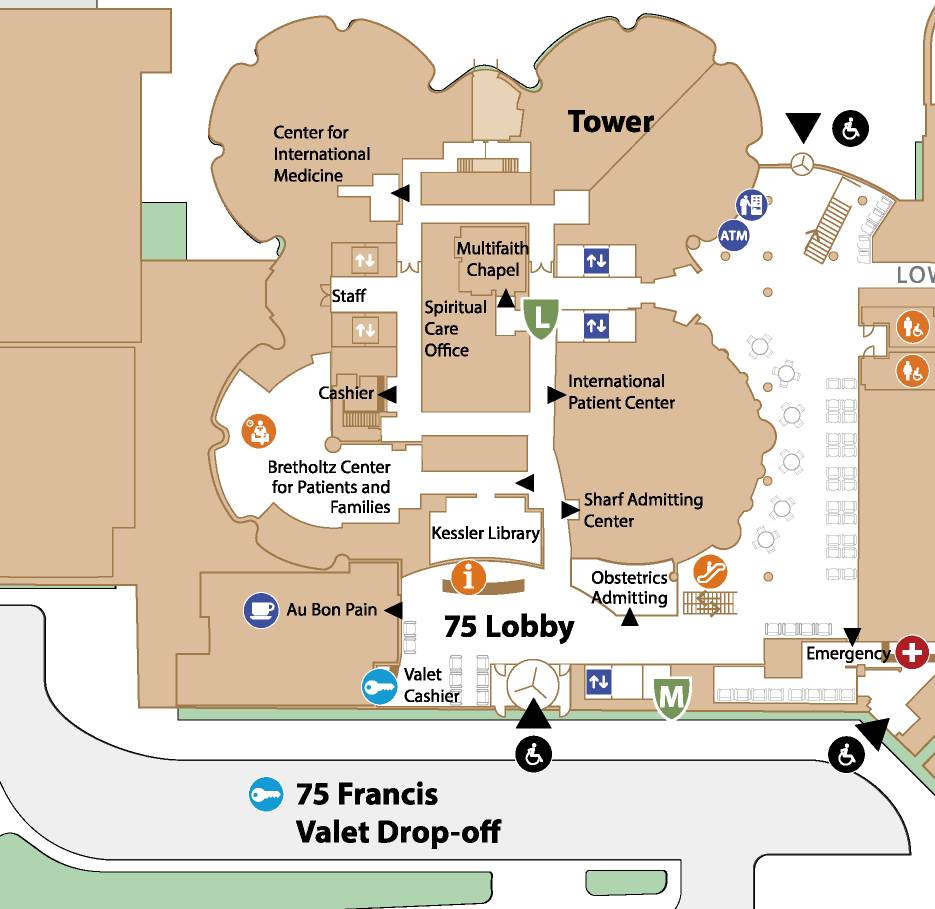 Tower
Center for
International
Medicine
ATM
Multifaith
Chapel
LOW
Staff
Spiritual
Care
Office
L
Cashier
International
Patient Center
Bretholtz Center
for Patients and
Families
Sharf Admitting
Center
Kessler Library
i
Obstetrics
Admitting
Au Bon Pain
75 Lobby
Emergency
Valet
Cashier
M
75 Francis
Valet Drop-off